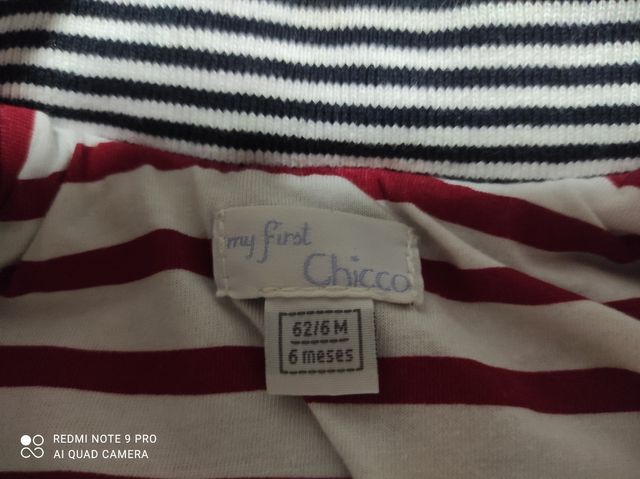 my first
Chicco
62/6 M
6 meses
REDMI NOTE 9 PRO
AI QUAD CAMERA